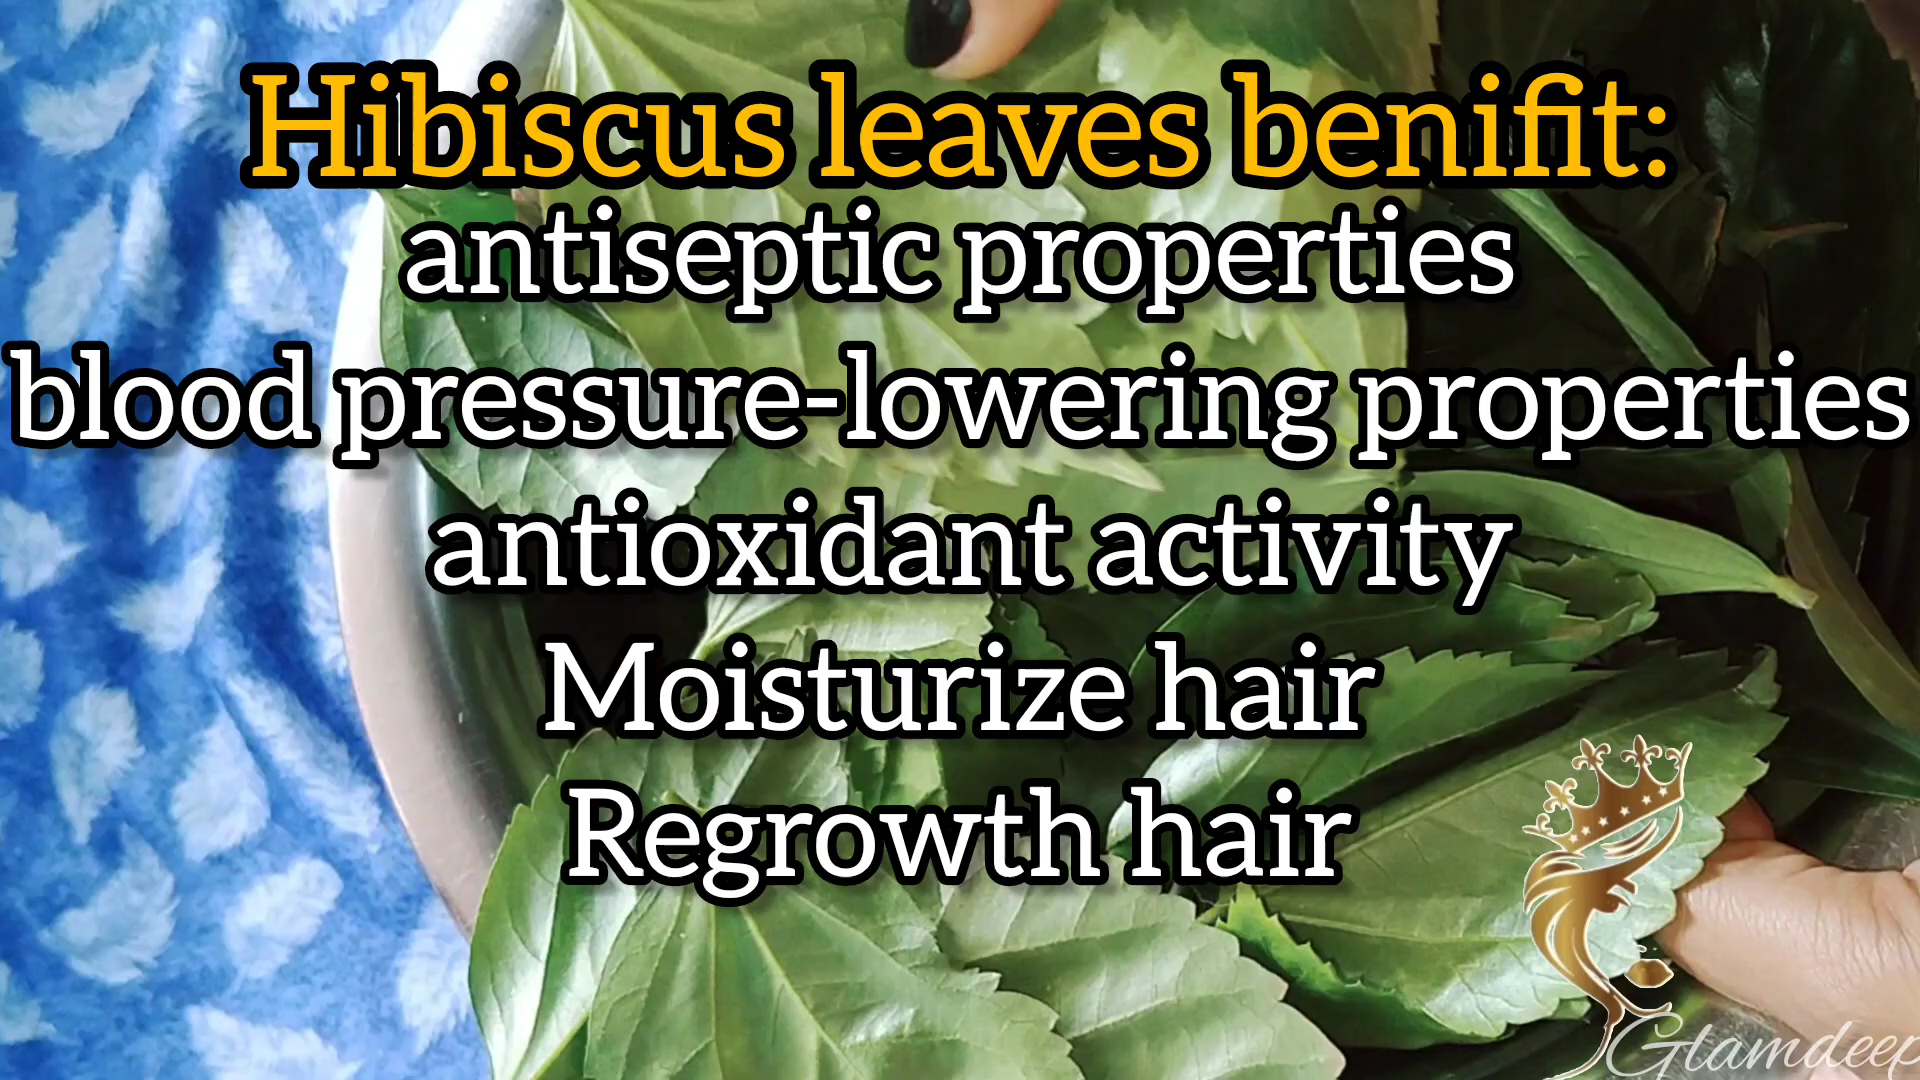 Hibiscus leaves benifit:
antiseptic properties
blood pressure-lowering properties
antioxidant activity
Moisturize hair
Regrowth hair
Glamdeep